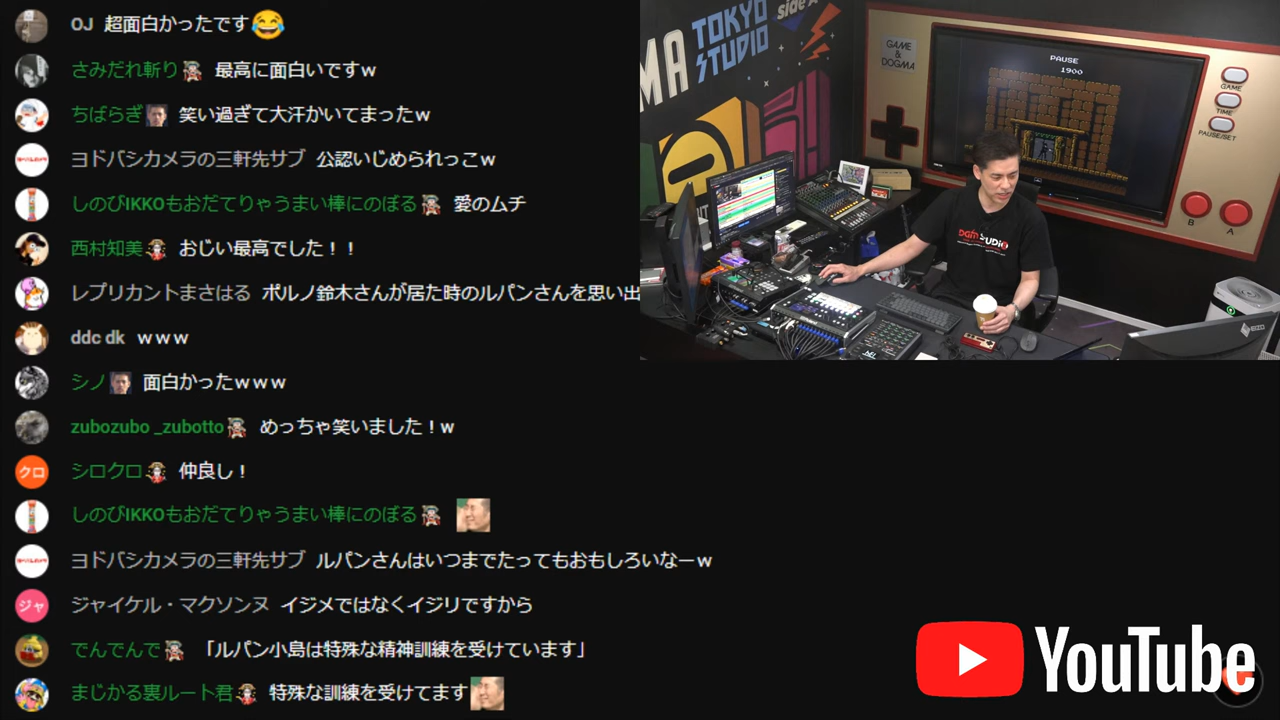 OJ 超面白かったです😂
さみだれ斬り 最高に面白いですw
ちばらぎ 笑い過ぎて大汗かいてまったw
ヨドバシカメラの三軒先サブ 公認いじめられっこw
しのびIKKOもおだてりゃうまい棒にのぼる 愛のムチ
西村知美 おじい最高でした！！
レプリカントまさはる ポルノ鈴木さんが居た時のルパンさんを思い出
ddc dk ｗｗｗ
シノ 面白かったｗｗｗ
zubozubo _zubotto めっちゃ笑いました！w
クロ シロクロ 仲良し！
しのびIKKOもおだてりゃうまい棒にのぼる
ヨドバシカメラの三軒先サブ ルパンさんはいつまでたってもおもしろいなーｗ
ジャ ジャイケル・マクソンヌ イジメではなくイジリですから
でんでんで 「ルパン小島は特殊な精神訓練を受けています」
まじかる裏ルート君 特殊な訓練を受けてます
MA TOKYO STUDIO
side A
GAME & DOGMA
PAUSE
1900
GAME
TIME
PAUSE/SET
B
A
YouTube